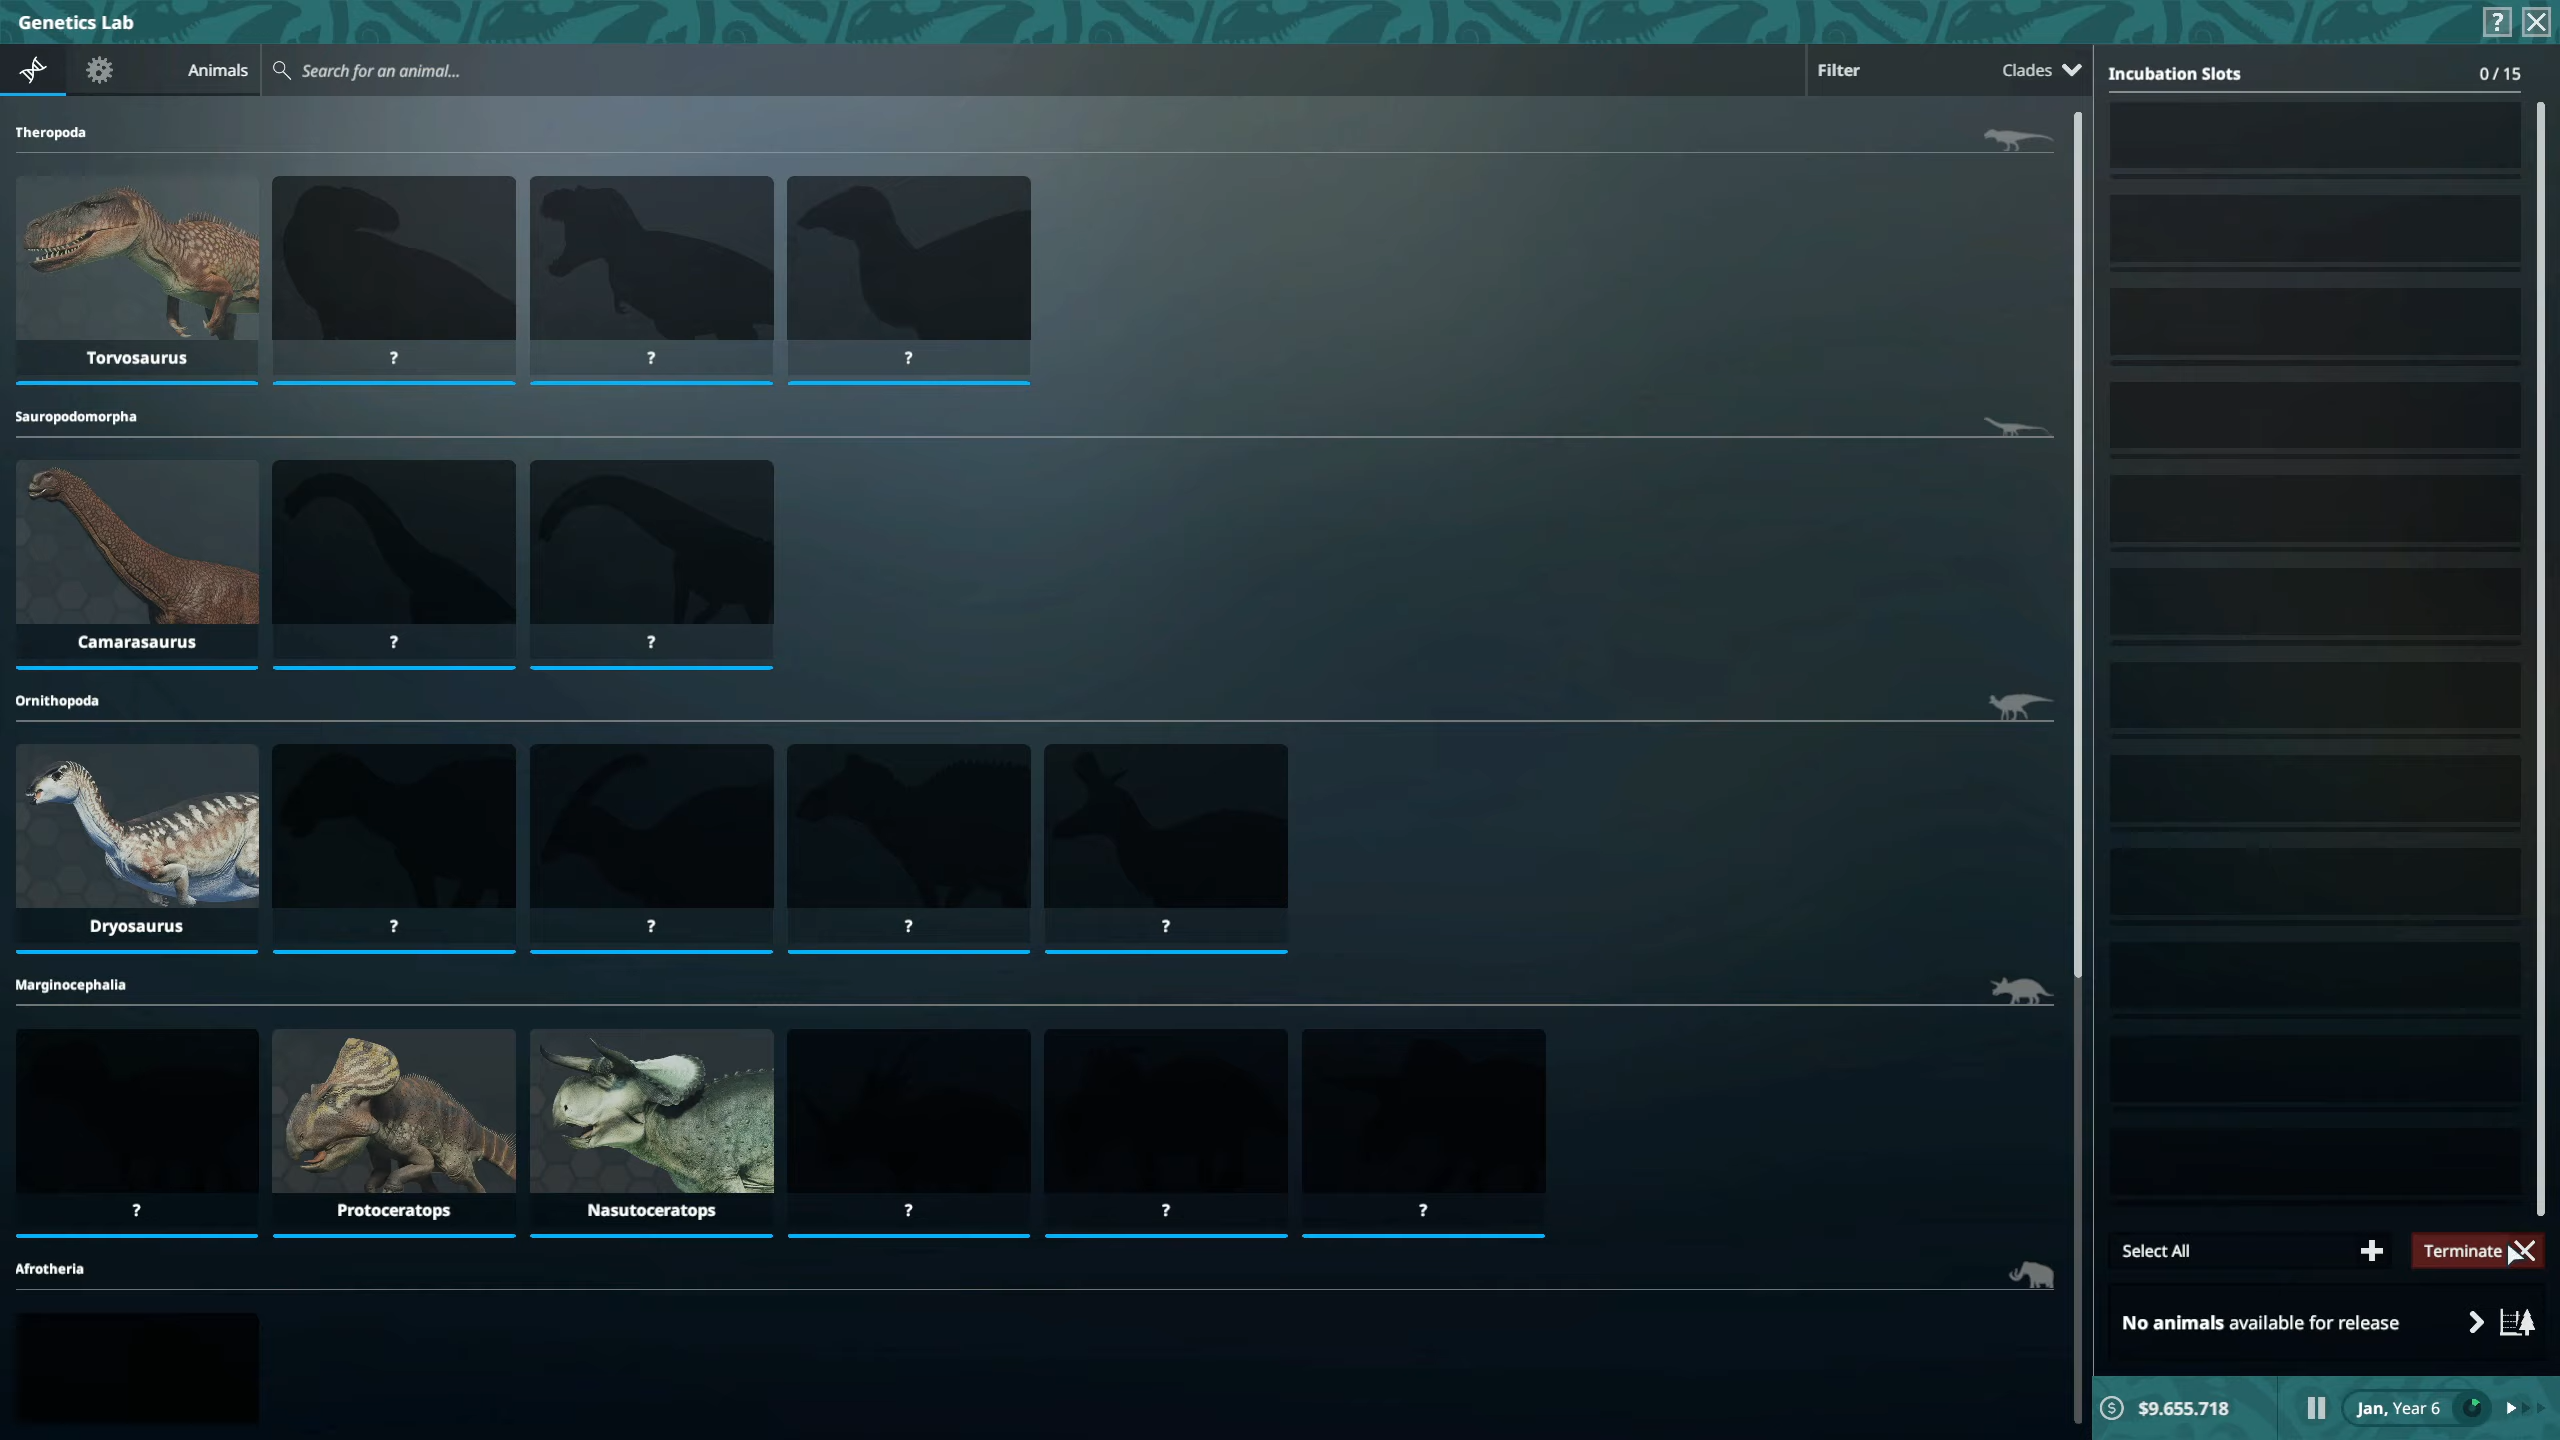 Genetics Lab
?
Animals
Search for an animal...
Filter
Clades
Incubation Slots
0 / 15
Theropoda
Torvosaurus
?
?
?
Sauropodomorpha
Camarasaurus
?
?
Ornithopoda
Dryosaurus
?
?
?
?
Marginocephalia
?
Protoceratops
Nasutoceratops
?
?
?
Afrotheria
Select All
Terminate
No animals available for release
$9.655.718
Jan, Year 6